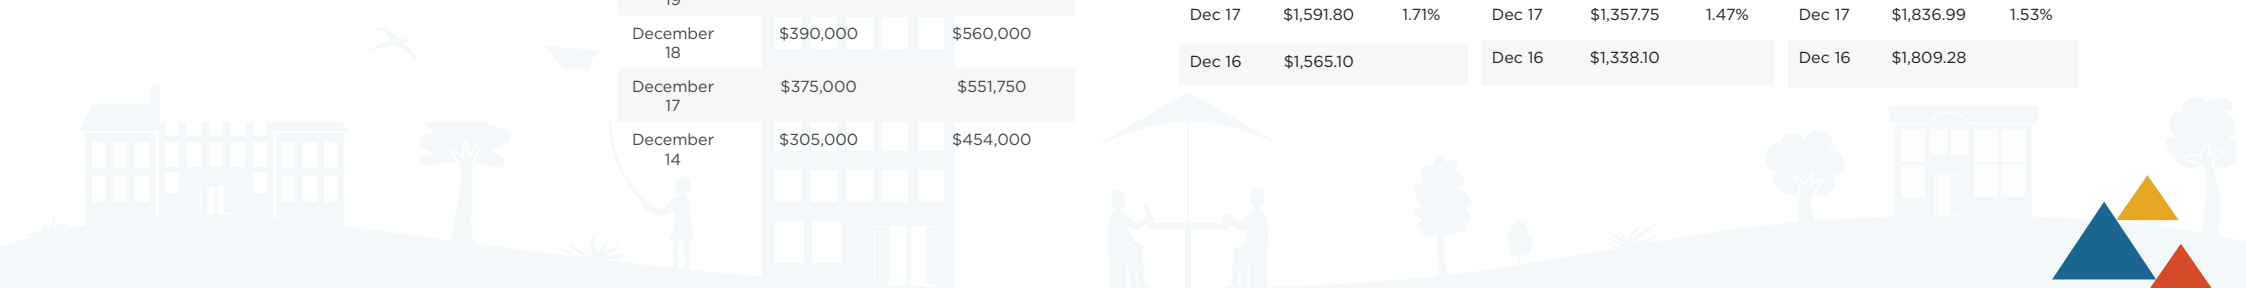 19
December $390,000 $560,000
18
December $375,000 $551,750
17
December $305,000 $454,000
14
Dec 17 $1,591.80 1.71%
Dec 16 $1,565.10
Dec 17 $1,357.75 1.47%
Dec 16 $1,338.10
Dec 17 $1,836.99 1.53%
Dec 16 $1,809.28